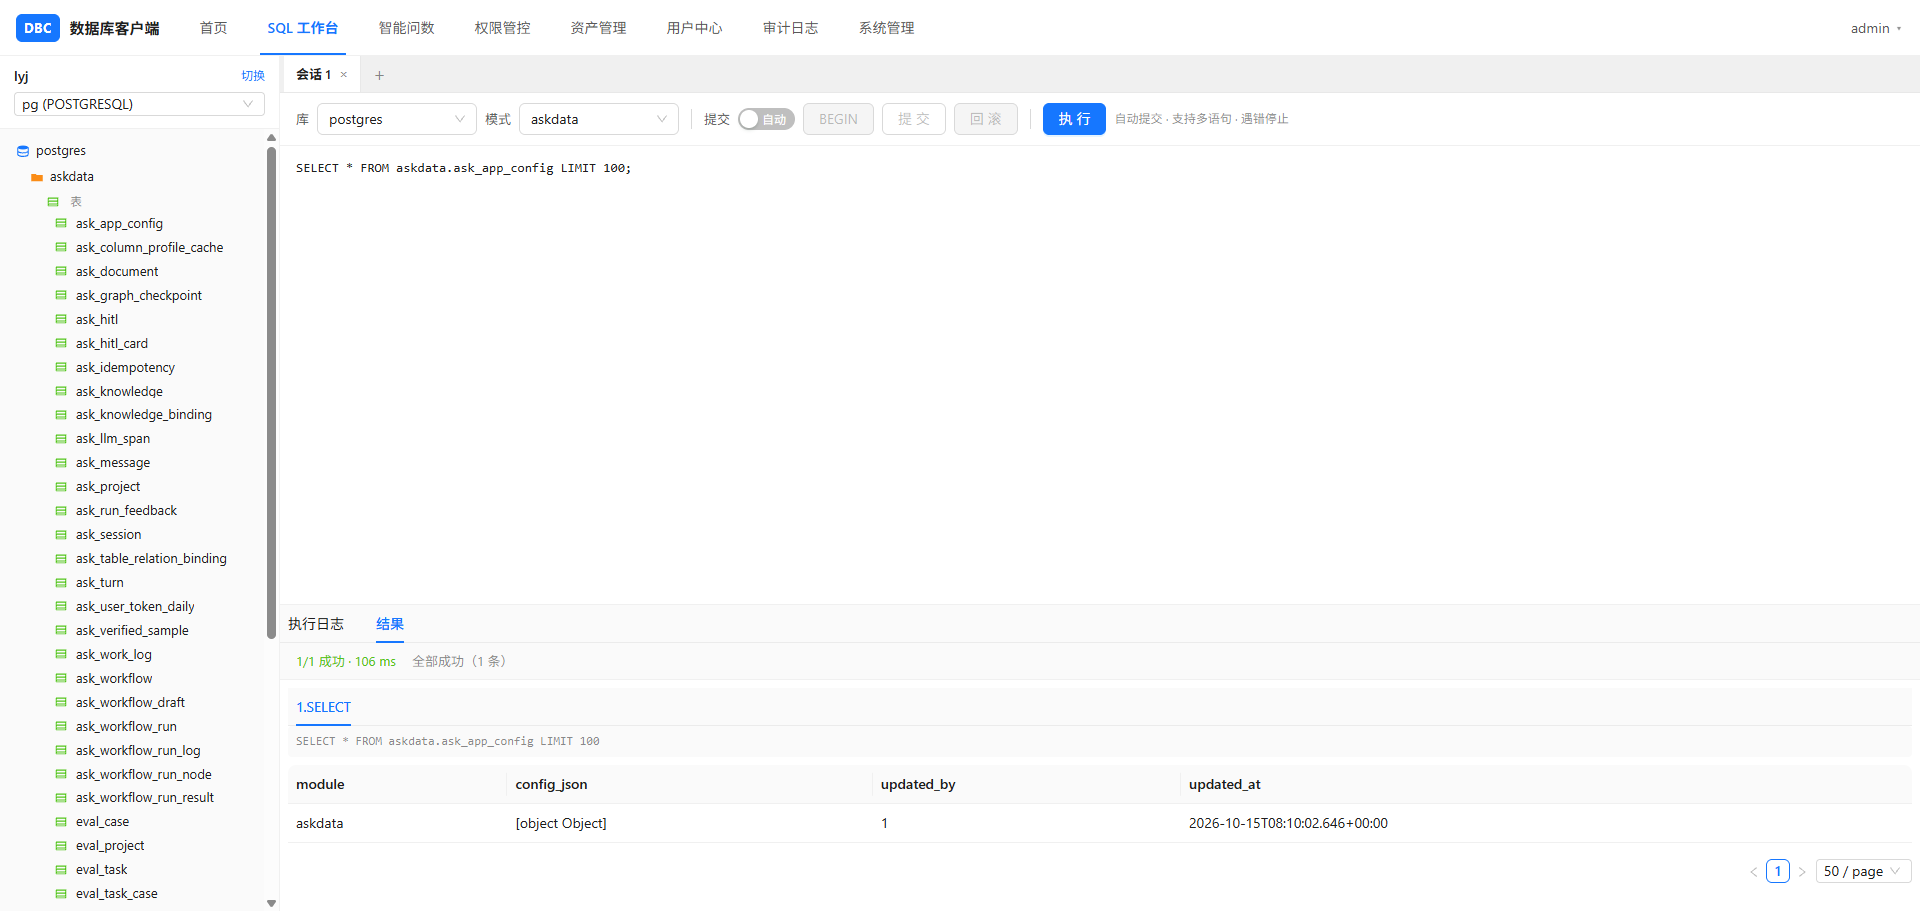 DBC 数据库客户端 首页 SQL 工作台 智能问数 权限管控 资产管理 用户中心 审计日志 系统管理 admin
lyj 切换
pg (POSTGRESQL)
postgres
askdata
表
ask_app_config
ask_column_profile_cache
ask_document
ask_graph_checkpoint
ask_hitl
ask_hitl_card
ask_idempotency
ask_knowledge
ask_knowledge_binding
ask_llm_span
ask_message
ask_project
ask_run_feedback
ask_session
ask_table_relation_binding
ask_turn
ask_user_token_daily
ask_verified_sample
ask_work_log
ask_workflow
ask_workflow_draft
ask_workflow_run
ask_workflow_run_log
ask_workflow_run_node
ask_workflow_run_result
eval_case
eval_project
eval_task
eval_task_case
会话 1 × +
库 postgres 模式 askdata 提交 自动 BEGIN 提 交 回 滚 执 行 自动提交 · 支持多语句 · 遇错停止
SELECT * FROM askdata.ask_app_config LIMIT 100;
执行日志 结果
1/1 成功 · 106 ms 全部成功（1 条）
1.SELECT
SELECT * FROM askdata.ask_app_config LIMIT 100
module config_json updated_by updated_at
askdata [object Object] 1 2026-10-15T08:10:02.646+00:00
< 1 > 50 / page